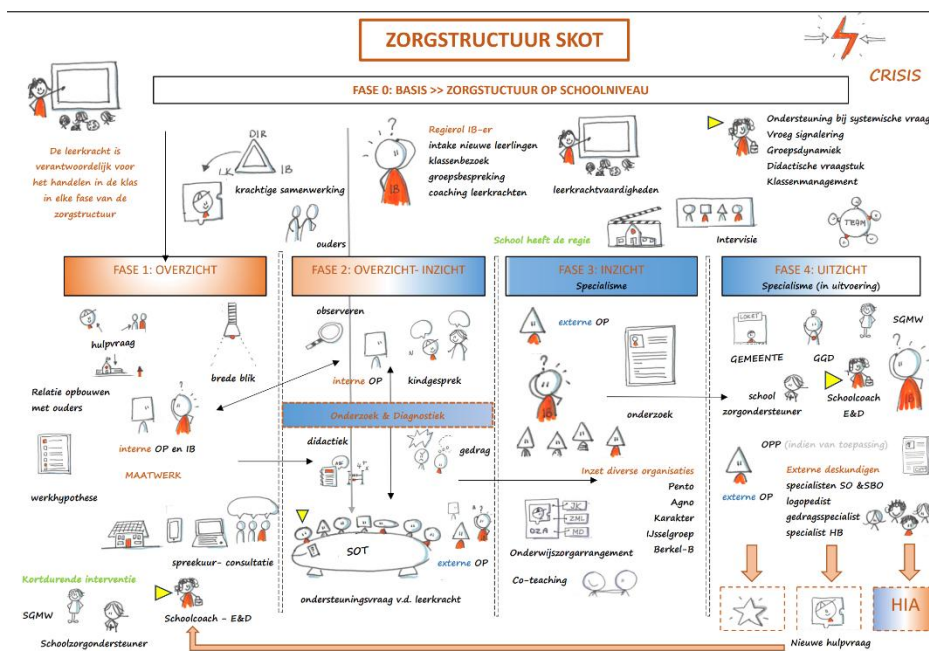 ZORGSTRUCTUUR SKOT
CRISIS
FASE 0: BASIS >> ZORGSTUCTUUR OP SCHOOLNIVEAU
De leerkracht is
verantwoordelijk voor
het handelen in de klas
in elke fase van de
zorgstructuur
DIR
LK
IB
krachtige samenwerking
ouders
IB
Regierol IB-er
intake nieuwe leerlingen
klassenbezoek
groepsbespreking
coaching leerkrachten
leerkrachtvaardigheden
Ondersteuning bij systemische vraag
Vroeg signalering
Groepsdynamiek
Didactische vraagstuk
Klassenmanagement
School heeft de regie
Intervisie
TEAM
FASE 1: OVERZICHT
hulpvraag
brede blik
Relatie opbouwen
met ouders
interne OP en IB
MAATWERK
werkhypothese
spreekuur- consultatie
Kortdurende interventie
SGMW
Schoolzorgondersteuner
Schoolcoach - E&D
FASE 2: OVERZICHT- INZICHT
observeren
interne OP
kindgesprek
Onderzoek & Diagnostiek
didactiek
gedrag
SOT
externe OP
ondersteuningsvraag v.d. leerkracht
FASE 3: INZICHT
Specialisme
externe OP
IB
onderzoek
Inzet diverse organisaties
Pento
Agno
Karakter
IJsselgroep
Berkel-B
JK
ZML
MD
OZA
Onderwijszorgarrangement
Co-teaching
FASE 4: UITZICHT
Specialisme (in uitvoering)
LOKET
GEMEENTE
GGD
SGMW
school
zorgondersteuner
Schoolcoach
E&D
IB
OPP (indien van toepassing)
externe OP
Externe deskundigen
specialisten SO &SBO
logopedist
gedragsspecialist
specialist HB
HIA
Nieuwe hulpvraag